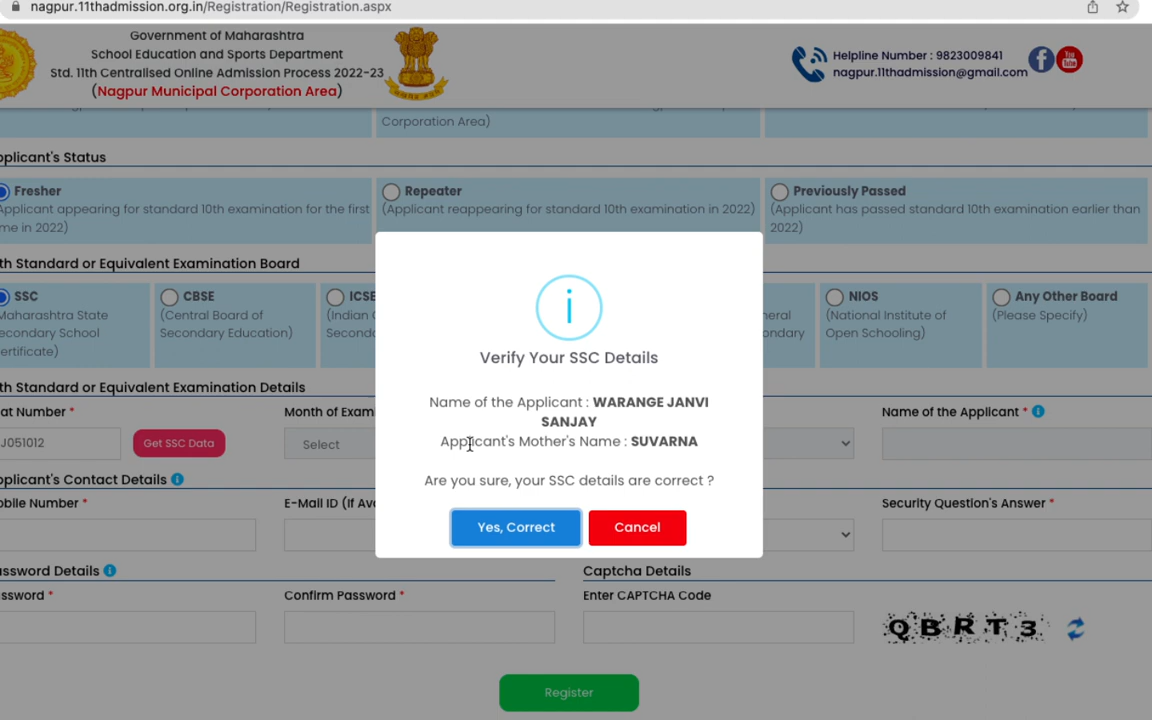 nagpur.11thadmission.org.in/Registration/Registration.aspx
Government of Maharashtra
School Education and Sports Department
Std. 11th Centralised Online Admission Process 2022-23
(Nagpur Municipal Corporation Area)
Helpline Number : 9823009841
nagpur.11thadmission@gmail.com
You
Tube
Corporation Area)
pplicant's Status
Fresher
Applicant appearing for standard 10th examination for the first
me in 2022)
Repeater
(Applicant reappearing for standard 10th examination in 2022)
Previously Passed
(Applicant has passed standard 10th examination earlier than
2022)
th Standard or Equivalent Examination Board
SSC
Maharashtra State
econdary School
ertificate)
CBSE
(Central Board of
Secondary Education)
ICSE
(Indian C
Second
neral
ondary
NIOS
(National Institute of
Open Schooling)
Any Other Board
(Please Specify)
th Standard or Equivalent Examination Details
at Number *
J051012
Get SSC Data
Month of Exam
Select
Name of the Applicant *
pplicant's Contact Details
obile Number *
E-Mail ID (If Ava
Security Question's Answer *
assword Details
ssword *
Confirm Password *
Captcha Details
Enter CAPTCHA Code
QBRT3
Register
i
Verify Your SSC Details
Name of the Applicant : WARANGE JANVI
SANJAY
Applicant's Mother's Name : SUVARNA
Are you sure, your SSC details are correct ?
Yes, Correct
Cancel